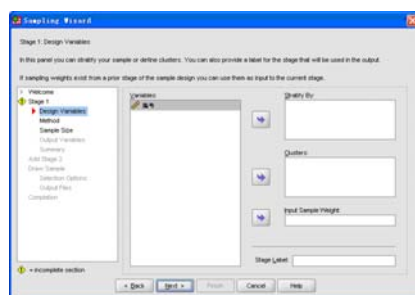 Sampling Wizard
Stage 1: Design Variables
In this panel you can stratify your sample or define clusters. You can also provide a label for the stage that will be used in the output.
If sampling weights exist from a prior stage of the sample design you can use them as input to the current stage.
Welcome
Stage 1
Design Variables
Method
Sample Size
Output Variables
Summary
Add Stage 2
Draw Sample
Selection Options
Output Files
Completion
= Incomplete section
Variables
编号
Stratify By:
Clusters:
Input Sample Weight:
Stage Label:
< Back
Next >
Finish
Cancel
Help